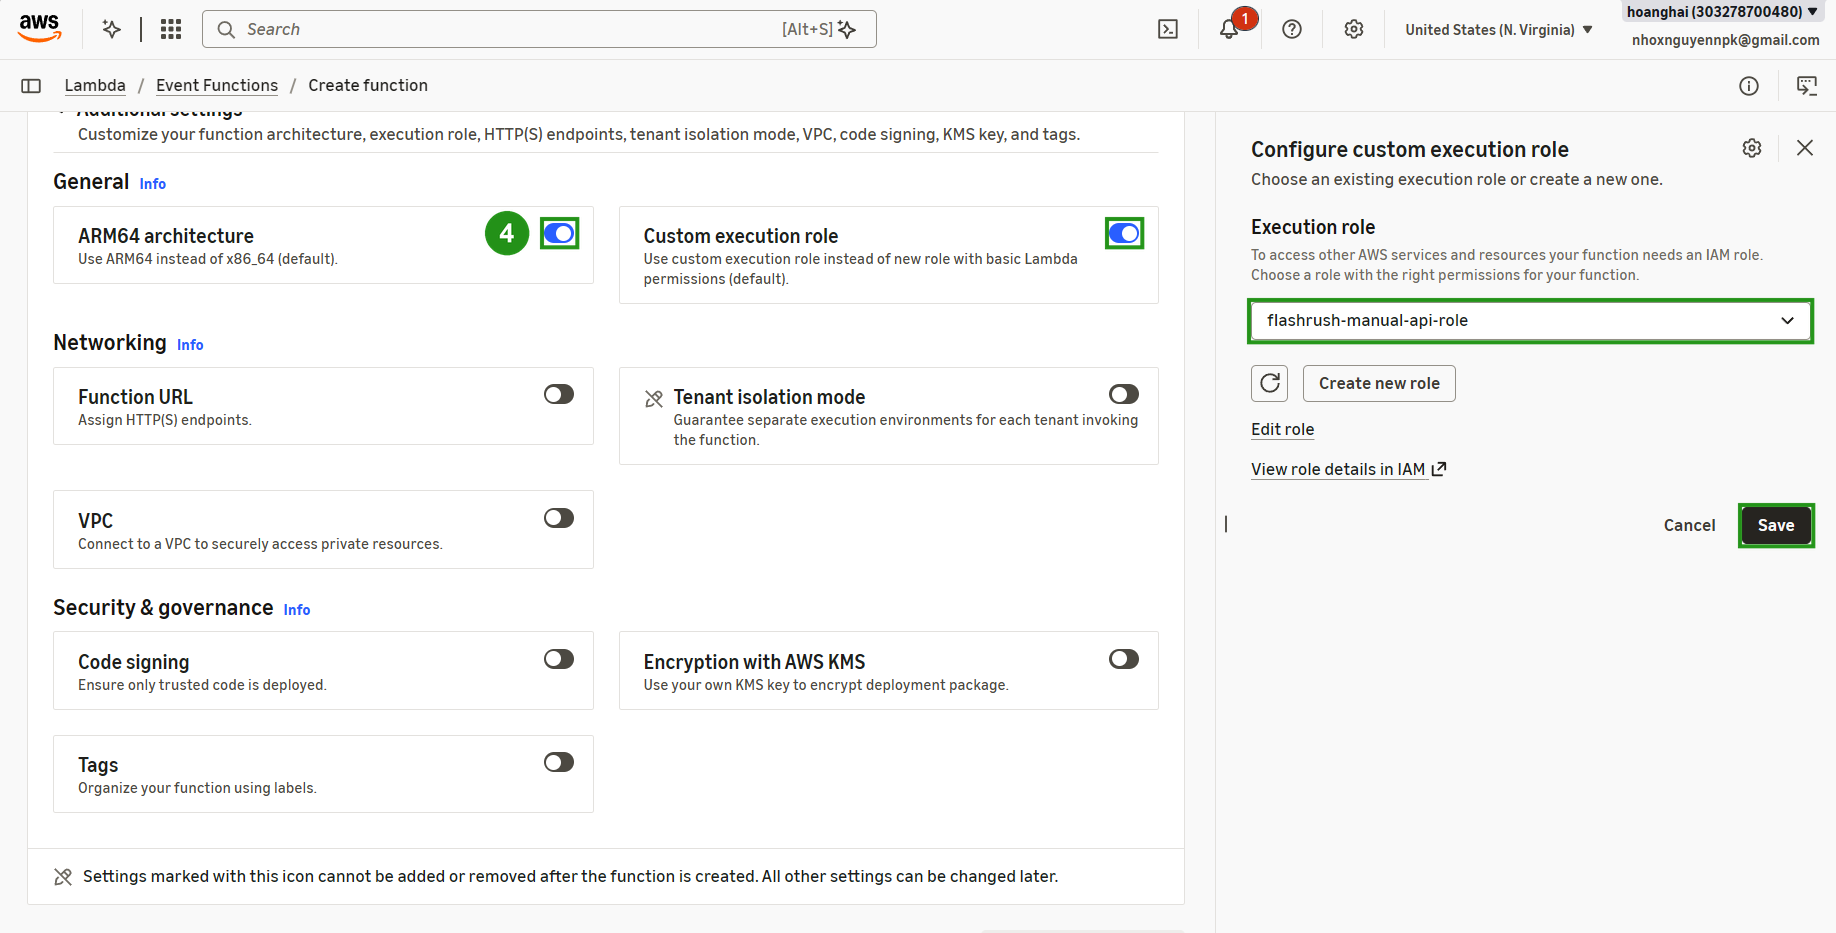 aws
Search
[Alt+S]
1
United States (N. Virginia)
hoanghai (303278700480)
nhoxnguyennpk@gmail.com
Lambda / Event Functions / Create function
Additional settings
Customize your function architecture, execution role, HTTP(S) endpoints, tenant isolation mode, VPC, code signing, KMS key, and tags.
General Info
ARM64 architecture
Use ARM64 instead of x86_64 (default).
4
Custom execution role
Use custom execution role instead of new role with basic Lambda
permissions (default).
Networking Info
Function URL
Assign HTTP(S) endpoints.
Tenant isolation mode
Guarantee separate execution environments for each tenant invoking
the function.
VPC
Connect to a VPC to securely access private resources.
Security & governance Info
Code signing
Ensure only trusted code is deployed.
Encryption with AWS KMS
Use your own KMS key to encrypt deployment package.
Tags
Organize your function using labels.
Settings marked with this icon cannot be added or removed after the function is created. All other settings can be changed later.
Configure custom execution role
Choose an existing execution role or create a new one.
Execution role
To access other AWS services and resources your function needs an IAM role.
Choose a role with the right permissions for your function.
flashrush-manual-api-role
Create new role
Edit role
View role details in IAM
Cancel
Save